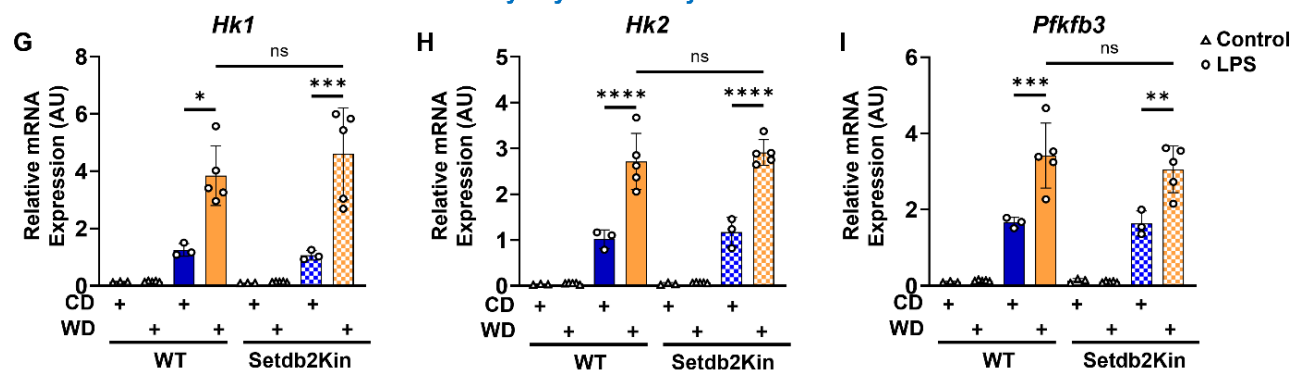 G
Hk1
Relative mRNA
Expression (AU)
8
6
4
2
0
*
ns
***
CD + + + +
WD + + + +
WT Setdb2Kin
H
Hk2
Relative mRNA
Expression (AU)
5
4
3
2
1
0
****
ns
****
CD + + + +
WD + + + +
WT Setdb2Kin
I
Pfkfb3
Relative mRNA
Expression (AU)
6
4
2
0
***
ns
**
CD + + + +
WD + + + +
WT Setdb2Kin
Control
LPS